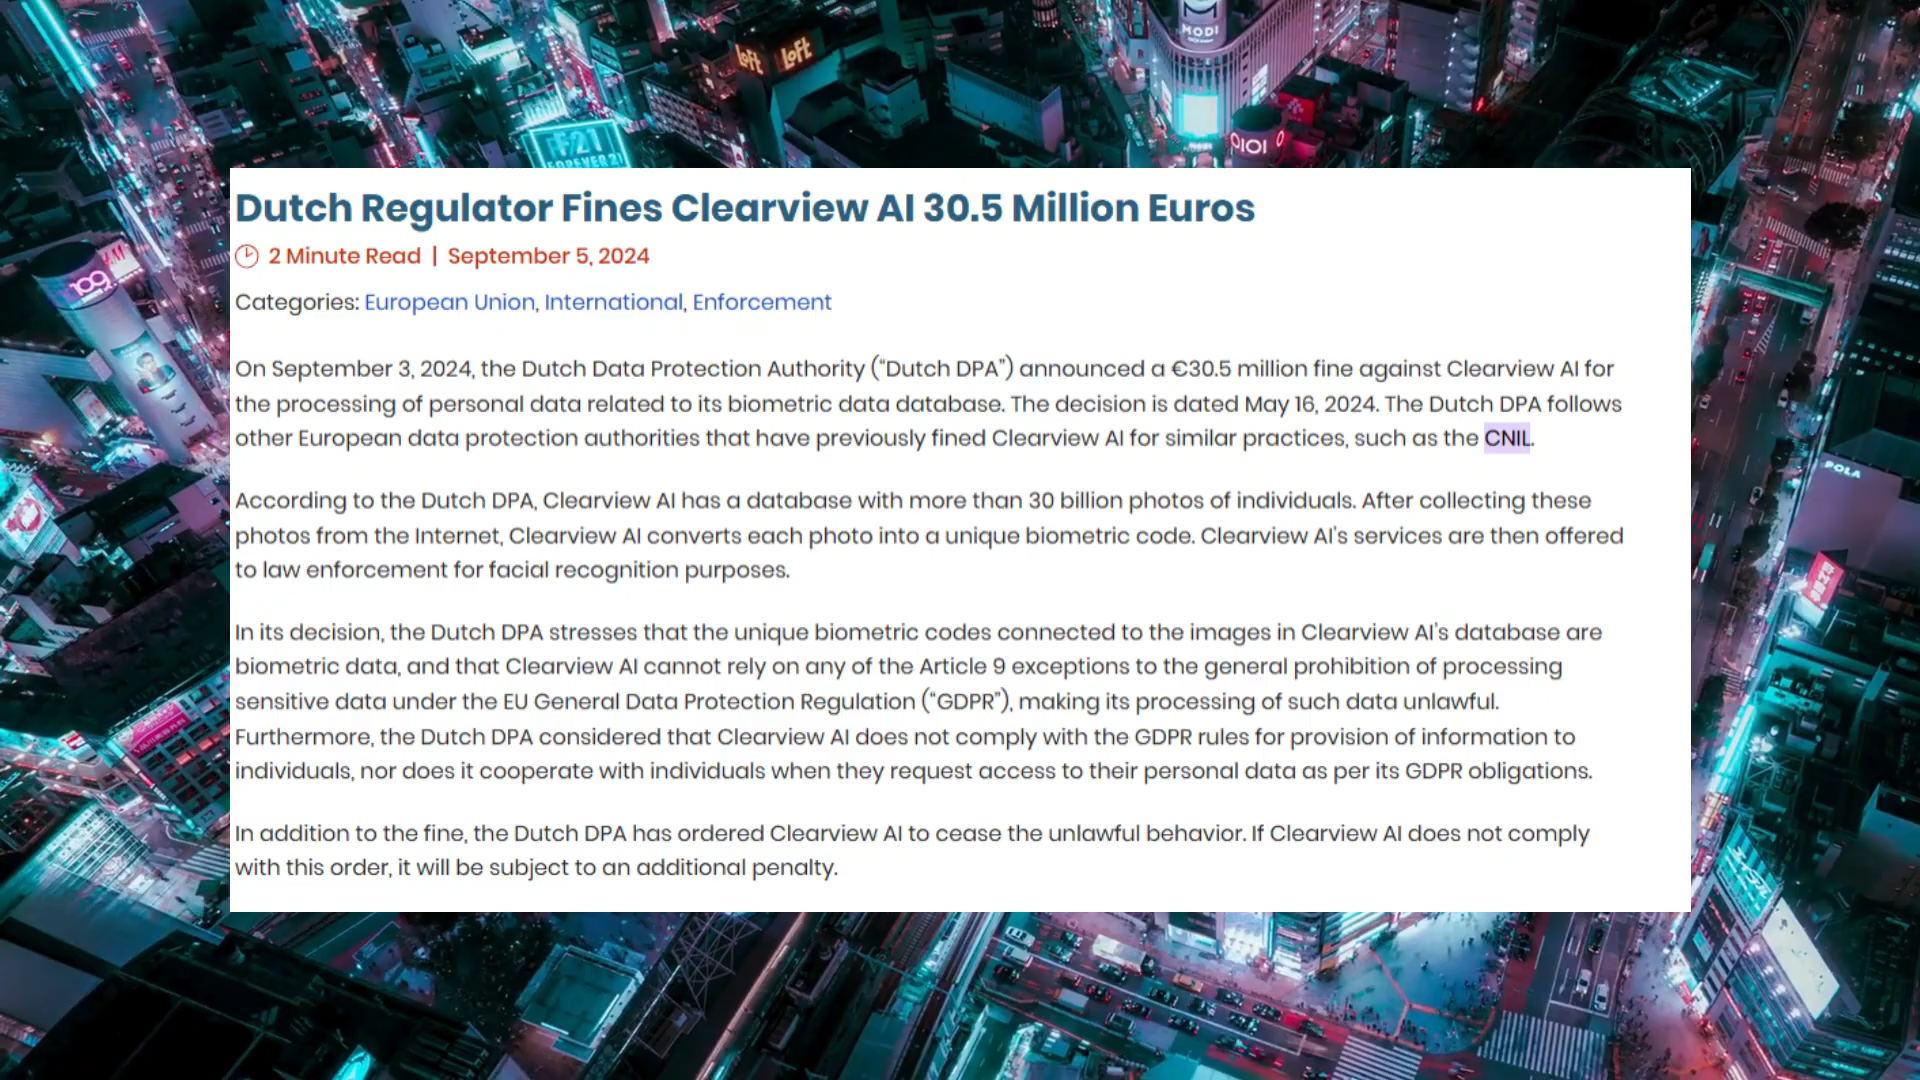 Loft
Loft
MODI
F21
FOREVER21
OIOI
109
H&M
POLA
Dutch Regulator Fines Clearview AI 30.5 Million Euros
2 Minute Read | September 5, 2024
Categories: European Union, International, Enforcement
On September 3, 2024, the Dutch Data Protection Authority (“Dutch DPA”) announced a €30.5 million fine against Clearview AI for
the processing of personal data related to its biometric data database. The decision is dated May 16, 2024. The Dutch DPA follows
other European data protection authorities that have previously fined Clearview AI for similar practices, such as the CNIL.
According to the Dutch DPA, Clearview AI has a database with more than 30 billion photos of individuals. After collecting these
photos from the Internet, Clearview AI converts each photo into a unique biometric code. Clearview AI's services are then offered
to law enforcement for facial recognition purposes.
In its decision, the Dutch DPA stresses that the unique biometric codes connected to the images in Clearview AI's database are
biometric data, and that Clearview AI cannot rely on any of the Article 9 exceptions to the general prohibition of processing
sensitive data under the EU General Data Protection Regulation (“GDPR”), making its processing of such data unlawful.
Furthermore, the Dutch DPA considered that Clearview AI does not comply with the GDPR rules for provision of information to
individuals, nor does it cooperate with individuals when they request access to their personal data as per its GDPR obligations.
In addition to the fine, the Dutch DPA has ordered Clearview AI to cease the unlawful behavior. If Clearview AI does not comply
with this order, it will be subject to an additional penalty.